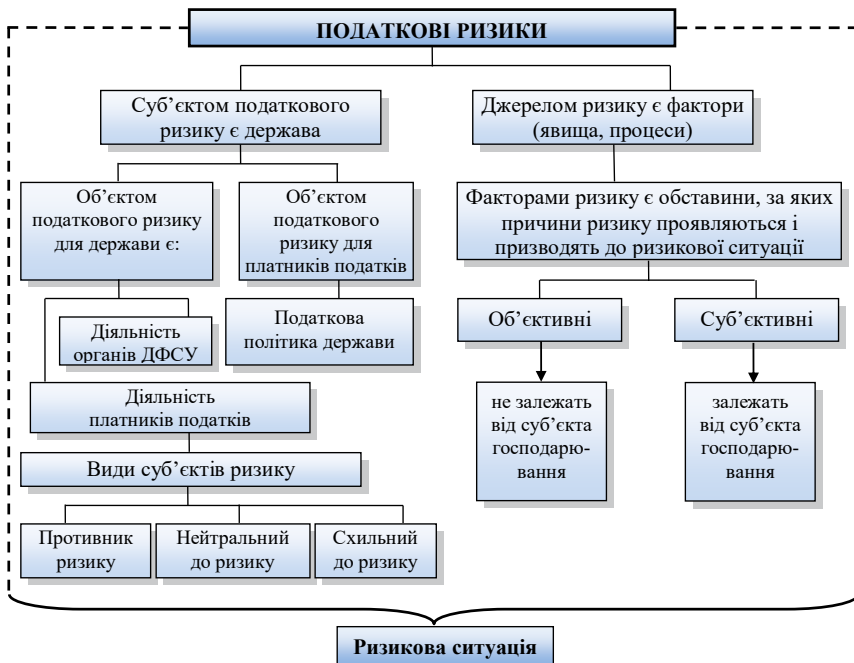 ПОДАТКОВІ РИЗИКИ
Суб’єктом податкового
ризику є держава
Джерелом ризику є фактори
(явища, процеси)
Об’єктом
податкового ризику
для держави є:
Об’єктом
податкового
ризику для
платників податків
Факторами ризику є обставини, за яких
причини ризику проявляються і
призводять до ризикової ситуації
Діяльність
органів ДФСУ
Податкова
політика держави
Об’єктивні
Суб’єктивні
Діяльність
платників податків
не залежать
від суб’єкта
господарю-
вання
залежать
від суб’єкта
господарю-
вання
Види суб’єктів ризику
Противник
ризику
Нейтральний
до ризику
Схильний
до ризику
Ризикова ситуація